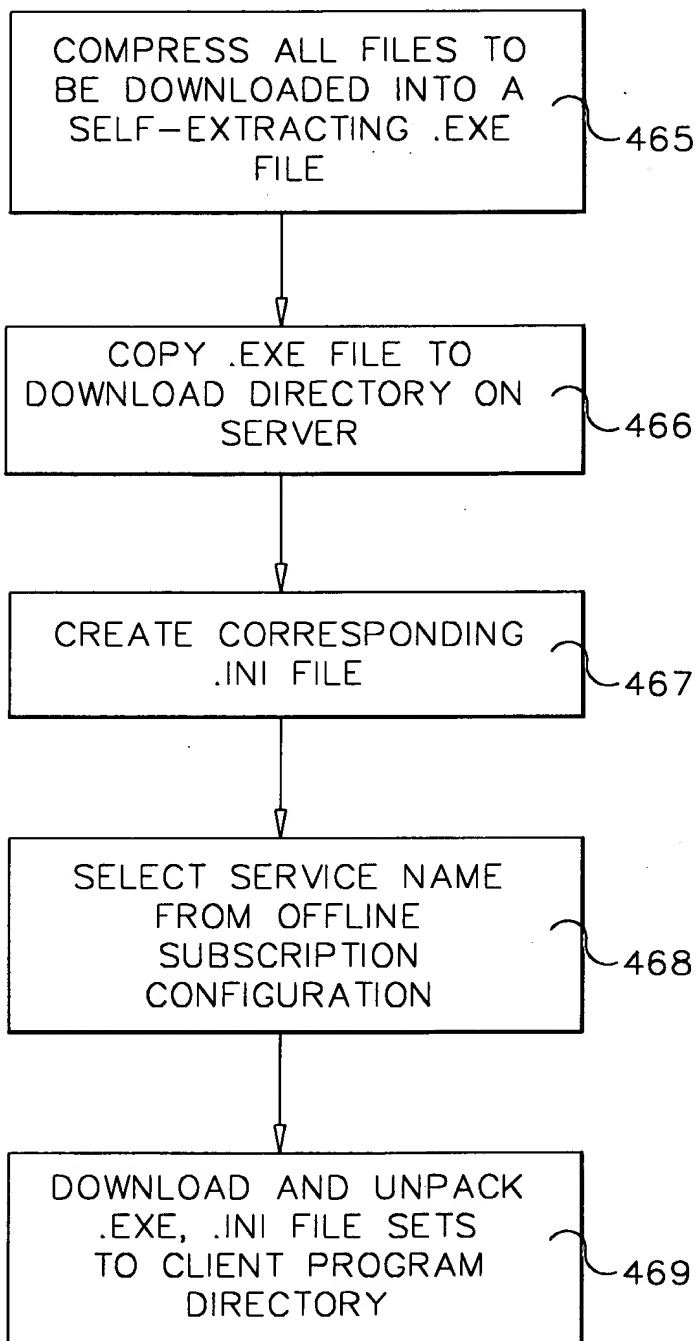 COMPRESS ALL FILES TO
BE DOWNLOADED INTO A
SELF-EXTRACTING .EXE
FILE
465
COPY .EXE FILE TO
DOWNLOAD DIRECTORY ON
SERVER
466
CREATE CORRESPONDING
.INI FILE
467
SELECT SERVICE NAME
FROM OFFLINE
SUBSCRIPTION
CONFIGURATION
468
DOWNLOAD AND UNPACK
.EXE, .INI FILE SETS
TO CLIENT PROGRAM
DIRECTORY
469